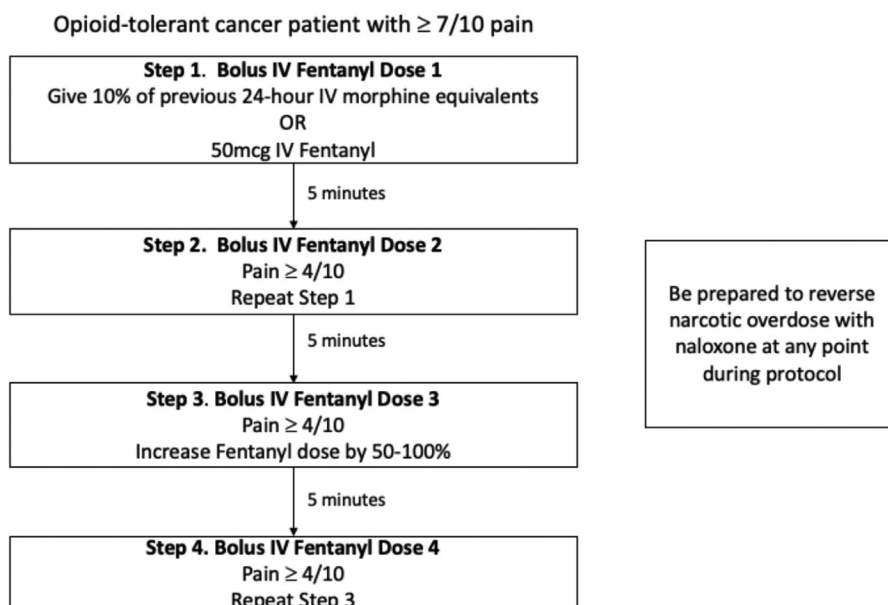 Opioid-tolerant cancer patient with ≥ 7/10 pain
Step 1. Bolus IV Fentanyl Dose 1
Give 10% of previous 24-hour IV morphine equivalents
OR
50mcg IV Fentanyl
5 minutes
Step 2. Bolus IV Fentanyl Dose 2
Pain ≥ 4/10
Repeat Step 1
5 minutes
Step 3. Bolus IV Fentanyl Dose 3
Pain ≥ 4/10
Increase Fentanyl dose by 50-100%
5 minutes
Step 4. Bolus IV Fentanyl Dose 4
Pain ≥ 4/10
Repeat Step 3
Be prepared to reverse
narcotic overdose with
naloxone at any point
during protocol